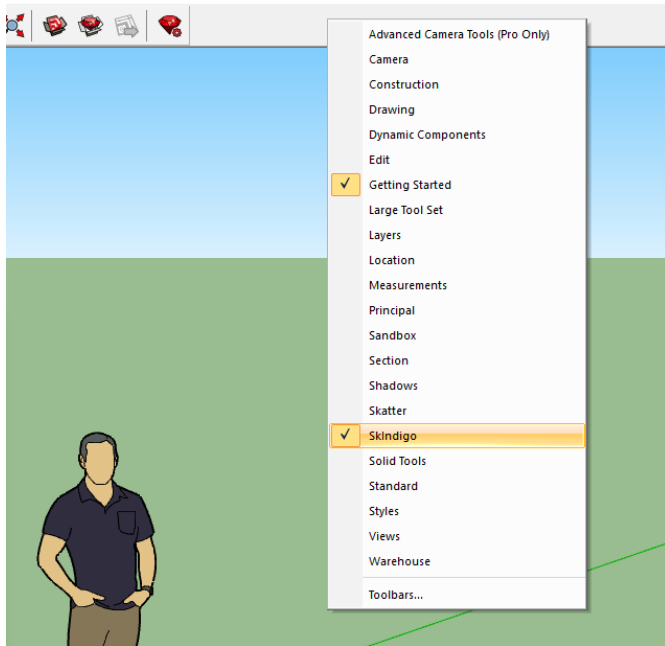 Advanced Camera Tools (Pro Only)
Camera
Construction
Drawing
Dynamic Components
Edit
Getting Started
Large Tool Set
Layers
Location
Measurements
Principal
Sandbox
Section
Shadows
Skatter
SkIndigo
Solid Tools
Standard
Styles
Views
Warehouse
Toolbars...